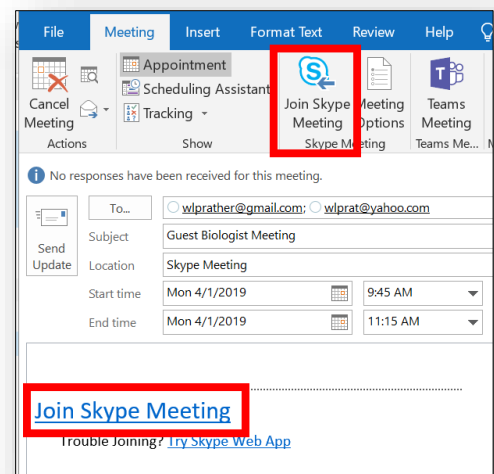 File Meeting Insert Format Text Review Help
Cancel Meeting
Actions
Appointment
Scheduling Assistant
Tracking
Show
Join Skype Meeting
Meeting Options
Skype Meeting
Teams Meeting
Teams Me...
No responses have been received for this meeting.
Send Update
To... wlprather@gmail.com; wlprat@yahoo.com
Subject Guest Biologist Meeting
Location Skype Meeting
Start time Mon 4/1/2019 9:45 AM
End time Mon 4/1/2019 11:15 AM
Join Skype Meeting
Trouble Joining? Try Skype Web App